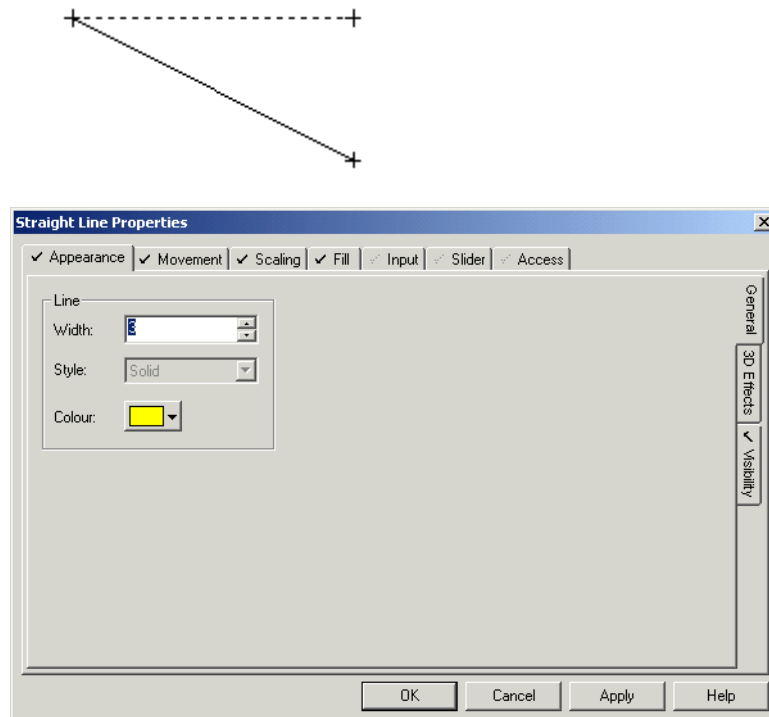 Straight Line Properties
Appearance Movement Scaling Fill Input Slider Access
Line
Width: 3
Style: Solid
Colour:
General
3D Effects
Visibility
OK Cancel Apply Help